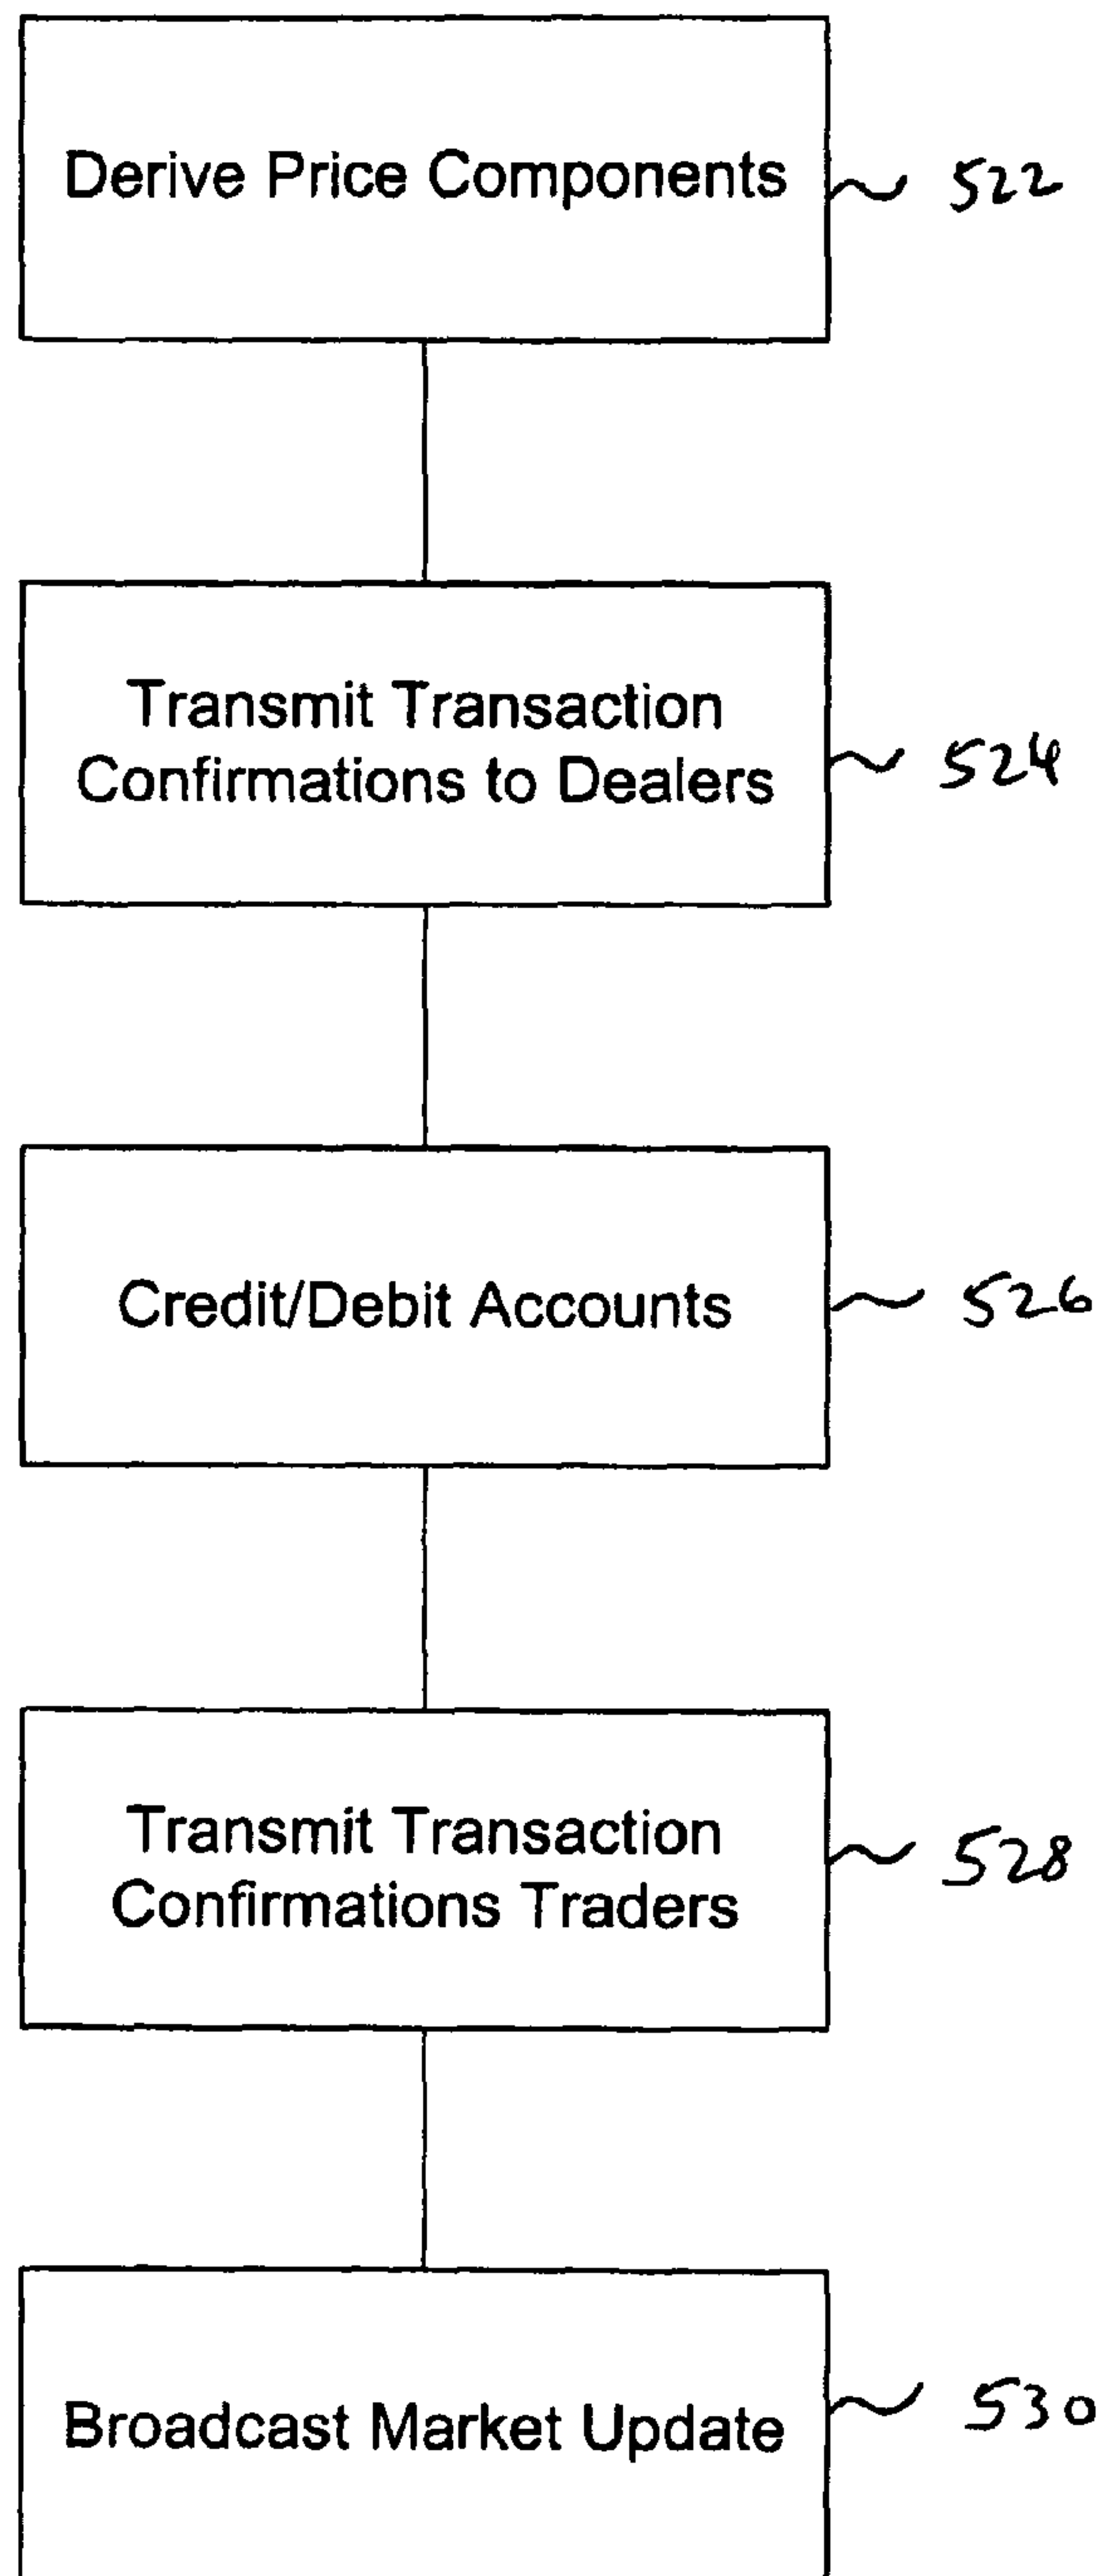 Derive Price Components
522
Transmit Transaction
Confirmations to Dealers
524
Credit/Debit Accounts
526
Transmit Transaction
Confirmations Traders
528
Broadcast Market Update
530